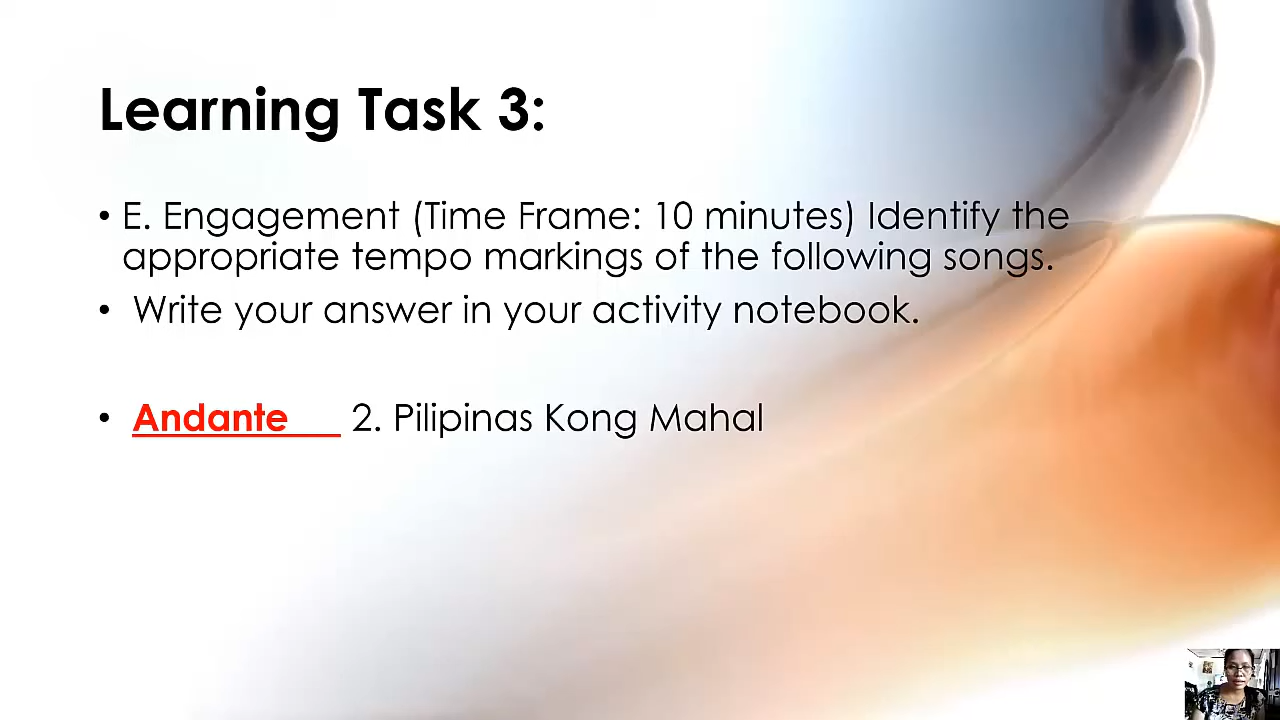 Learning Task 3:
• E. Engagement (Time Frame: 10 minutes) Identify the
appropriate tempo markings of the following songs.
• Write your answer in your activity notebook.
• Andante___ 2. Pilipinas Kong Mahal